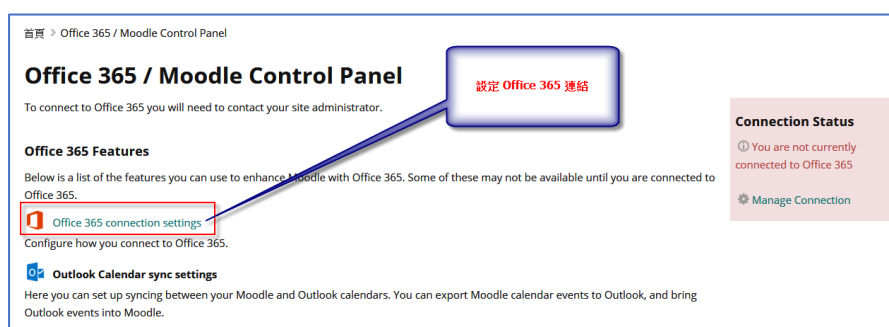 首頁 > Office 365 / Moodle Control Panel
Office 365 / Moodle Control Panel
設定 Office 365 連結
To connect to Office 365 you will need to contact your site administrator.
Office 365 Features
Below is a list of the features you can use to enhance Moodle with Office 365. Some of these may not be available until you are connected to
Office 365.
Office 365 connection settings
Configure how you connect to Office 365.
Outlook Calendar sync settings
Here you can set up syncing between your Moodle and Outlook calendars. You can export Moodle calendar events to Outlook, and bring
Outlook events into Moodle.
Connection Status
You are not currently
connected to Office 365
Manage Connection